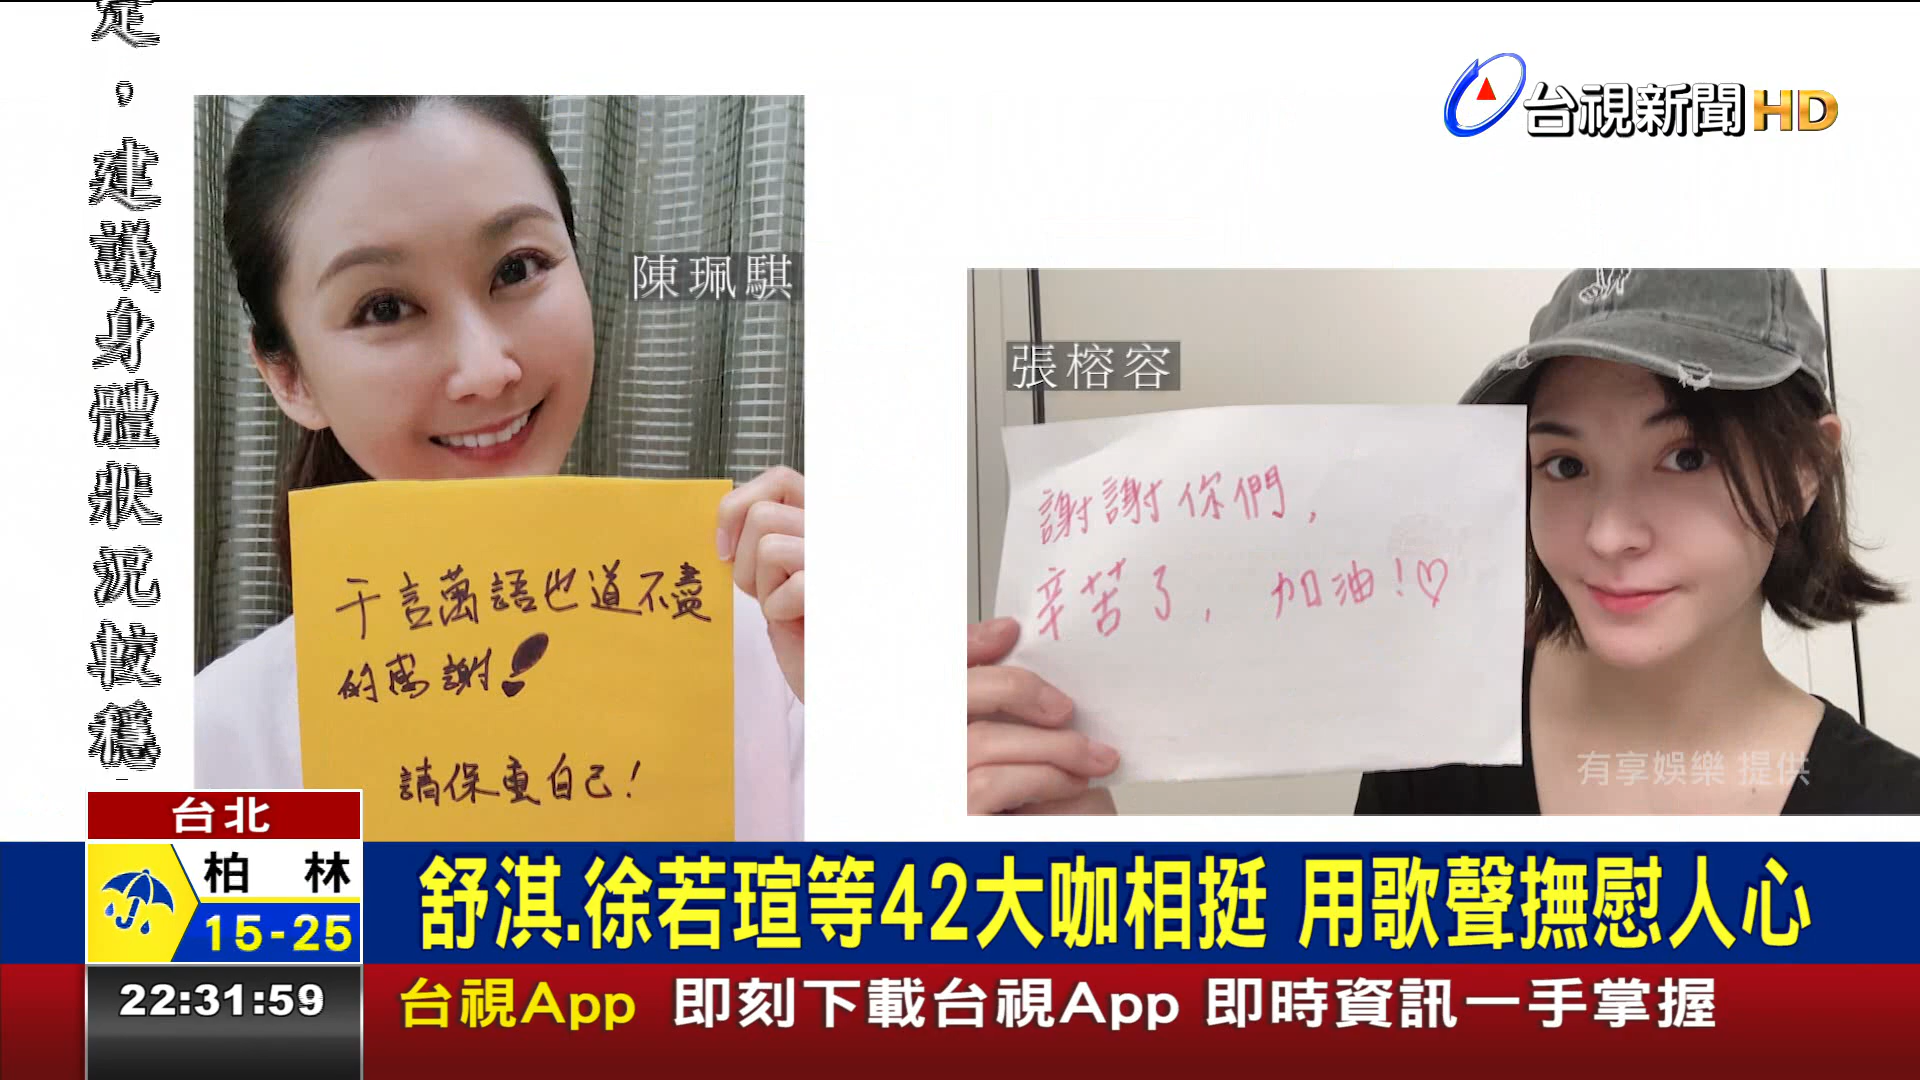 定。建議身體狀況較穩
台視新聞HD
陳珮騏
千言萬語也道不盡
的感謝!
請保重自己!
張榕容
謝謝你們,
辛苦了, 加油!♡
有享娛樂 提供
台北
柏 林
15-25
22:31:59
舒淇.徐若瑄等42大咖相挺 用歌聲撫慰人心
台視App 即刻下載台視App 即時資訊一手掌握